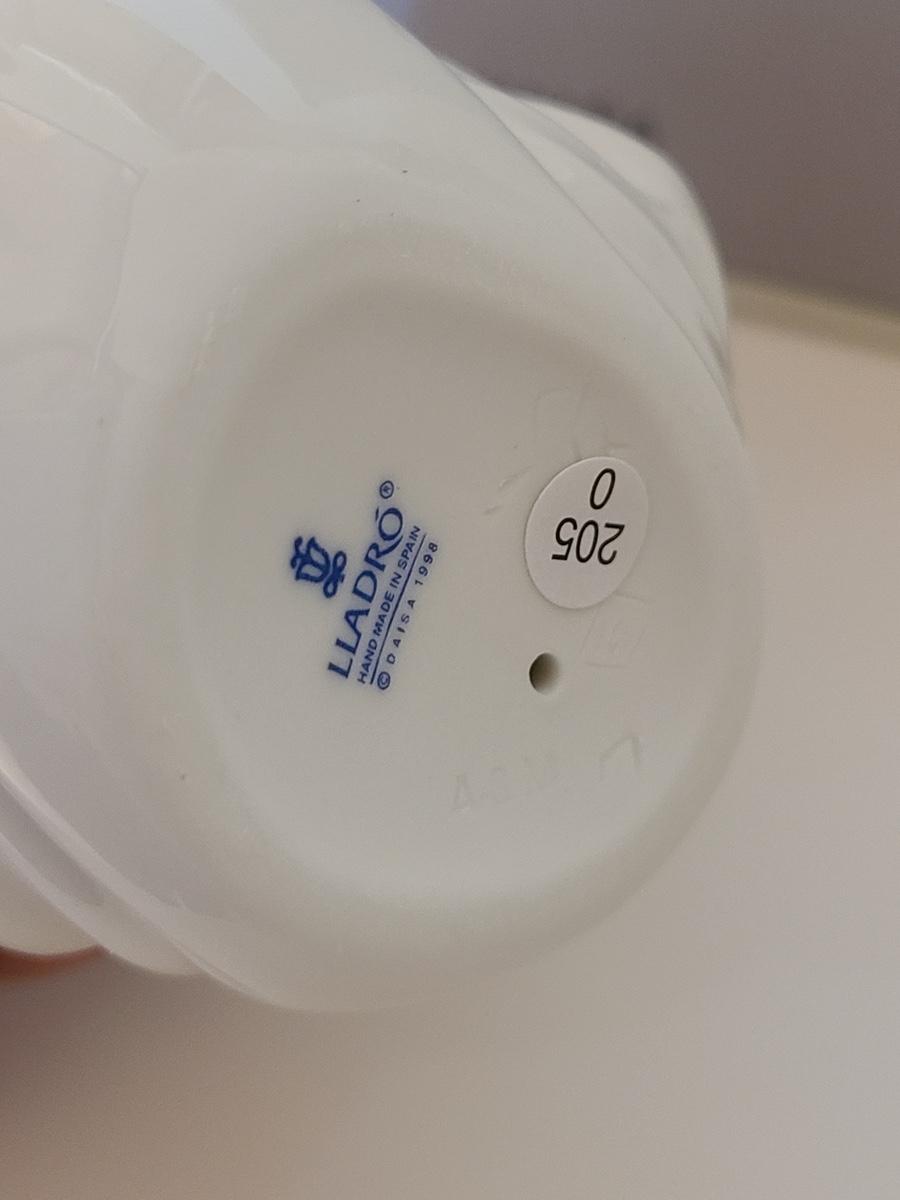 LLADRÓ®
HAND MADE IN SPAIN
© DAISA 1998
205
0